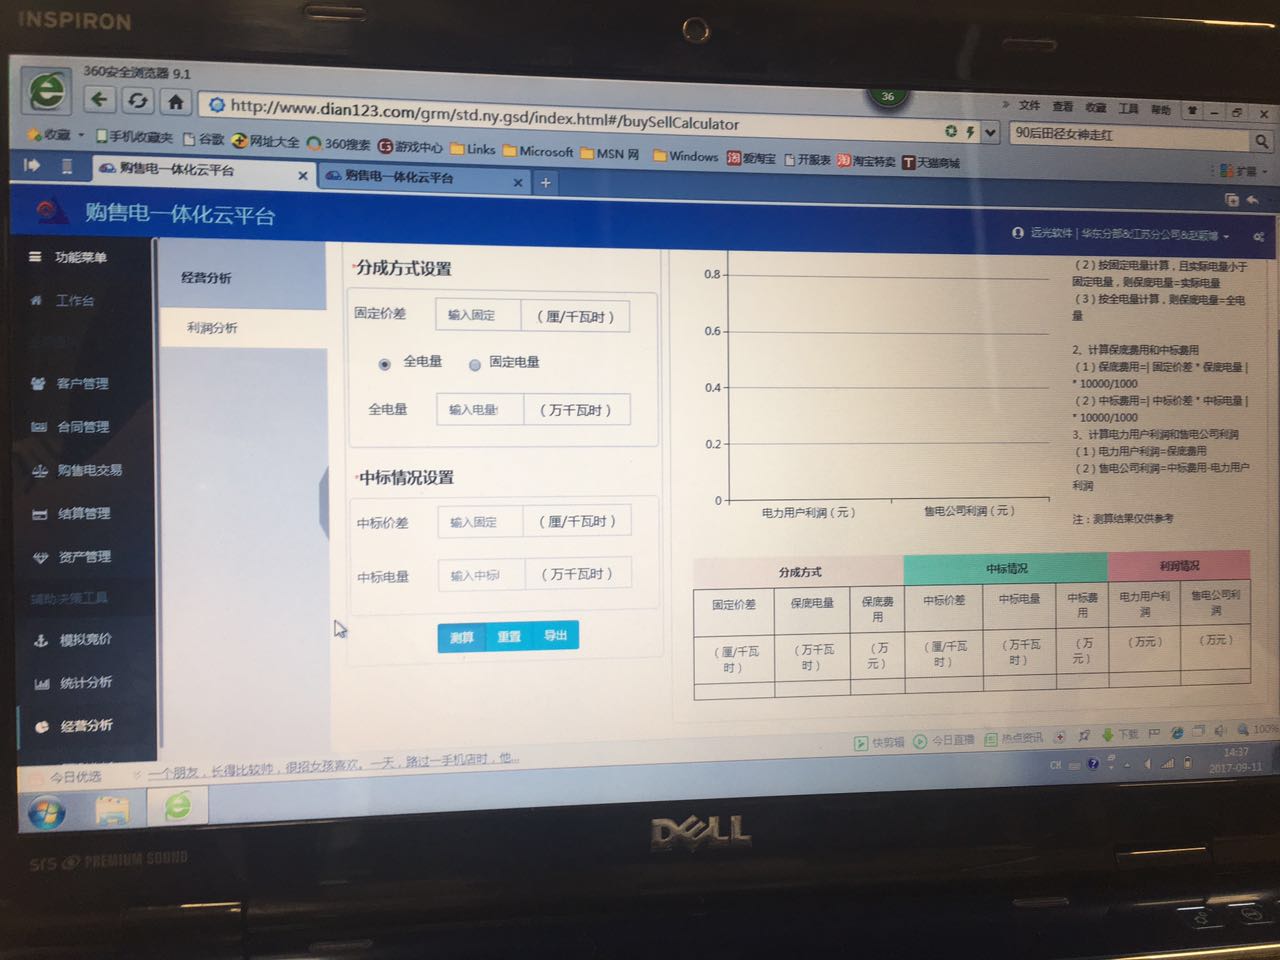 INSPIRON
360安全浏览器 9.1
36
文件 查看 收藏 工具 帮助
http://www.dian123.com/grm/std.ny.gsd/index.html#/buySellCalculator
90后田径女神走红
收藏 手机收藏夹 谷歌 网址大全 360搜索 游戏中心 Links Microsoft MSN 网 Windows 爱淘宝 开服表 淘宝特卖 天猫商城
扩展
购售电一体化云平台
购售电一体化云平台
购售电一体化云平台
远光软件 | 华东分部&江苏分公司&赵
功能菜单
工作台
客户管理
合同管理
购售电交易
结算管理
资产管理
辅助决策工具
模拟竞价
统计分析
经营分析
经营分析
利润分析
*分成方式设置
固定价差 输入固定 （厘/千瓦时）
全电量 固定电量
全电量 输入电量 （万千瓦时）
*中标情况设置
中标价差 输入固定 （厘/千瓦时）
中标电量 输入中标 （万千瓦时）
测算 重置 导出
0.8
0.6
0.4
0.2
0
电力用户利润（元） 售电公司利润（元）
（2）按固定电量计算，且实际电量小于
固定电量，则保底电量=实际电量
（3）按全电量计算，则保底电量=全电
量
2、计算保底费用和中标费用
（1）保底费用=| 固定价差 * 保底电量 |
* 10000/1000
（2）中标费用=| 中标价差 * 中标电量 |
* 10000/1000
3、计算电力用户利润和售电公司利润
（1）电力用户利润=保底费用
（2）售电公司利润=中标费用-电力用户
利润
注：测算结果仅供参考
分成方式 中标情况 利润情况
固定价差 保底电量 保底费用 中标价差 中标电量 中标费用 电力用户利润 售电公司利润
（厘/千瓦时） （万千瓦时） （万元） （厘/千瓦时） （万千瓦时） （万元） （万元） （万元）
快剪辑 今日直播 热点资讯 下载 100%
今日优选 一个朋友，长得比较帅，很招女孩喜欢。一天，路过一手机店时，他...
CH
14:37
2017-09-11
DELL
SRS PREMIUM SOUND